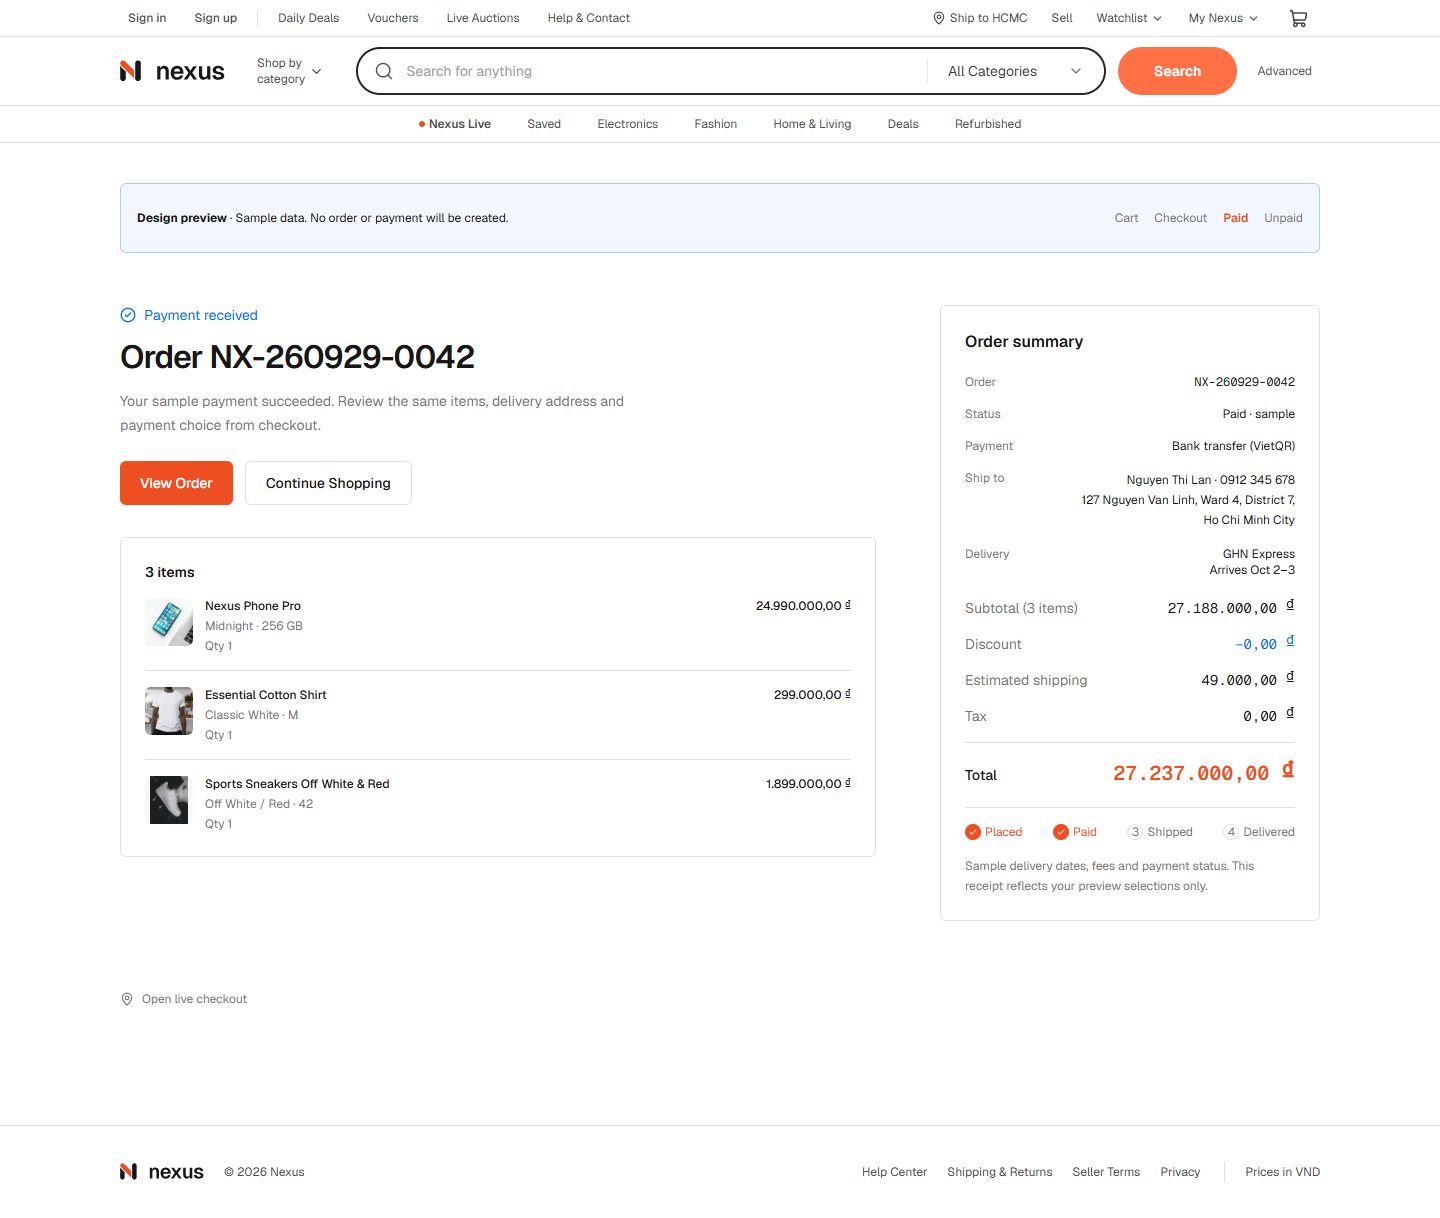 Sign in
Sign up
Daily Deals
Vouchers
Live Auctions
Help & Contact
Ship to HCMC
Sell
Watchlist
My Nexus
nexus
Shop by
category
Search for anything
All Categories
Search
Advanced
Nexus Live
Saved
Electronics
Fashion
Home & Living
Deals
Refurbished
Design preview · Sample data. No order or payment will be created.
Cart
Checkout
Paid
Unpaid
Payment received
Order NX-260929-0042
Your sample payment succeeded. Review the same items, delivery address and
payment choice from checkout.
View Order
Continue Shopping
3 items
Nexus Phone Pro
24.990.000,00 ₫
Midnight · 256 GB
Qty 1
Essential Cotton Shirt
299.000,00 ₫
Classic White · M
Qty 1
Sports Sneakers Off White & Red
1.899.000,00 ₫
Off White / Red · 42
Qty 1
Order summary
Order
NX-260929-0042
Status
Paid · sample
Payment
Bank transfer (VietQR)
Ship to
Nguyen Thi Lan · 0912 345 678
127 Nguyen Van Linh, Ward 4, District 7,
Ho Chi Minh City
Delivery
GHN Express
Arrives Oct 2–3
Subtotal (3 items)
27.188.000,00 ₫
Discount
−0,00 ₫
Estimated shipping
49.000,00 ₫
Tax
0,00 ₫
Total
27.237.000,00 ₫
Placed
Paid
3 Shipped
4 Delivered
Sample delivery dates, fees and payment status. This
receipt reflects your preview selections only.
Open live checkout
nexus
© 2026 Nexus
Help Center
Shipping & Returns
Seller Terms
Privacy
Prices in VND